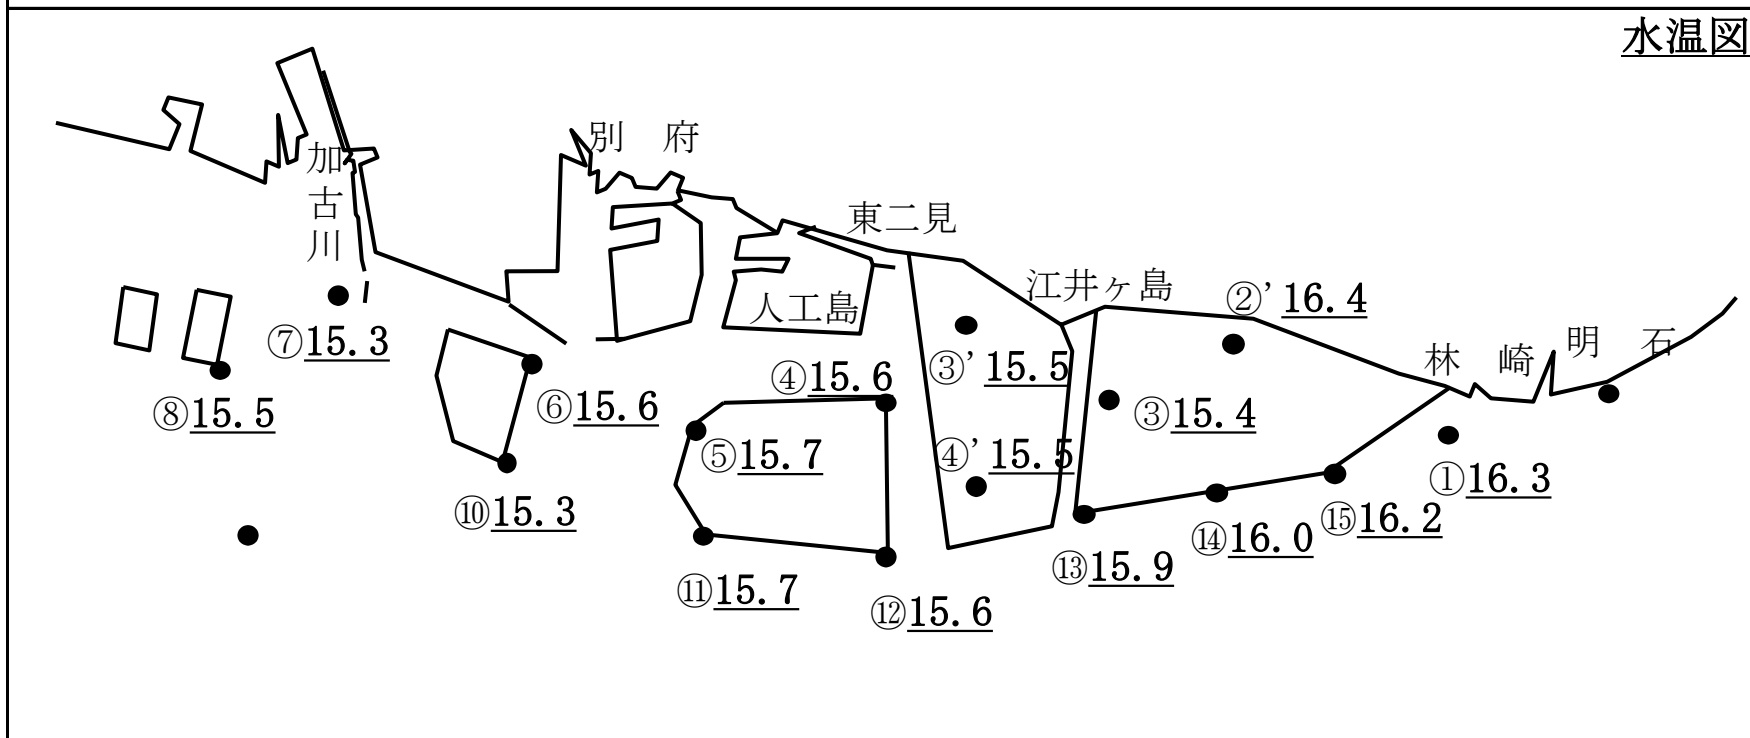 水温図
別　府
加古川
東二見
江井ヶ島
②’16.4
人工島
⑦15.3
林　崎
明　石
③’15.5
④15.6
⑧15.5
⑥15.6
③15.4
⑤15.7
④’15.5
①16.3
⑩15.3
⑮16.2
⑭16.0
⑬15.9
⑪15.7
⑫15.6